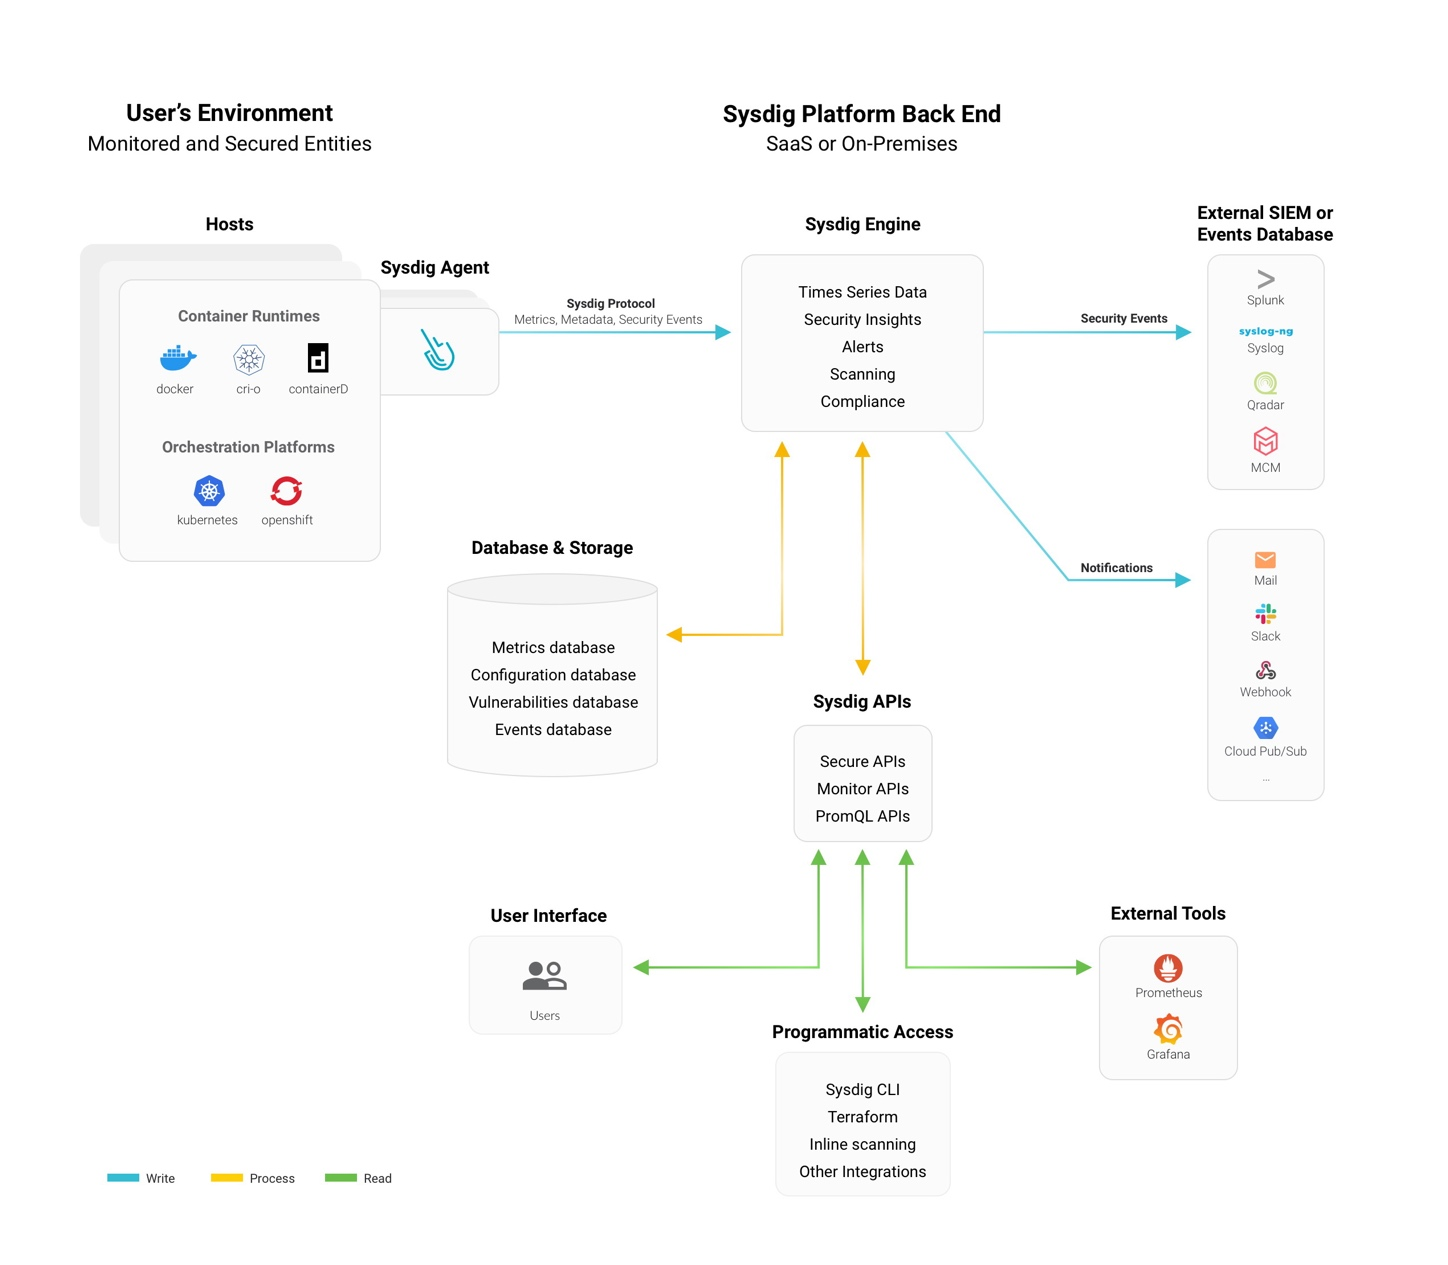 User’s Environment
Monitored and Secured Entities
Sysdig Platform Back End
SaaS or On-Premises
Hosts
Container Runtimes
docker
cri-o
containerD
d
Orchestration Platforms
kubernetes
openshift
Sysdig Agent
Sysdig Protocol
Metrics, Metadata, Security Events
Sysdig Engine
Times Series Data
Security Insights
Alerts
Scanning
Compliance
Security Events
External SIEM or
Events Database
Splunk
syslog-ng
Syslog
Qradar
MCM
Notifications
Mail
Slack
Webhook
Cloud Pub/Sub
...
Database & Storage
Metrics database
Configuration database
Vulnerabilities database
Events database
Sysdig APIs
Secure APIs
Monitor APIs
PromQL APIs
User Interface
Users
Programmatic Access
Sysdig CLI
Terraform
Inline scanning
Other Integrations
External Tools
Prometheus
Grafana
Write
Process
Read